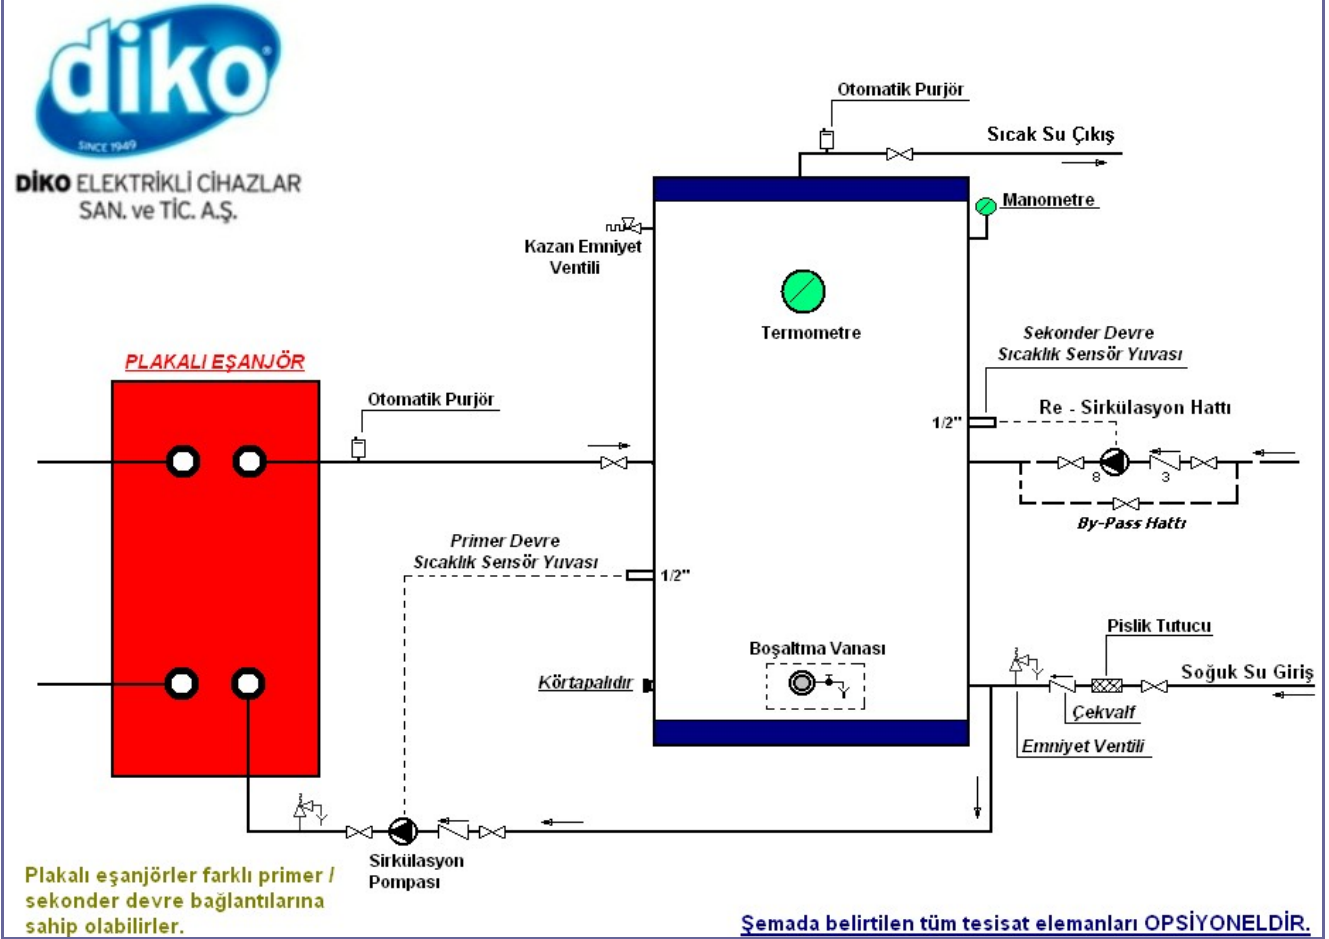 diko
SINCE 1949
DİKO ELEKTRİKLİ CİHAZLAR
SAN. ve TİC. A.Ş.
Otomatik Purjör
Sıcak Su Çıkış
Manometre
Kazan Emniyet
Ventili
Termometre
Sekonder Devre
Sıcaklık Sensör Yuvası
PLAKALI EŞANJÖR
Otomatik Purjör
1/2"
Re - Sirkülasyon Hattı
8
3
By-Pass Hattı
Primer Devre
Sıcaklık Sensör Yuvası
1/2"
Pislik Tutucu
Boşaltma Vanası
Soğuk Su Giriş
Körtapalıdır
Çekvalf
Emniyet Ventili
Sirkülasyon
Pompası
Plakalı eşanjörler farklı primer /
sekonder devre bağlantılarına
sahip olabilirler.
Şemada belirtilen tüm tesisat elemanları OPSİYONELDİR.